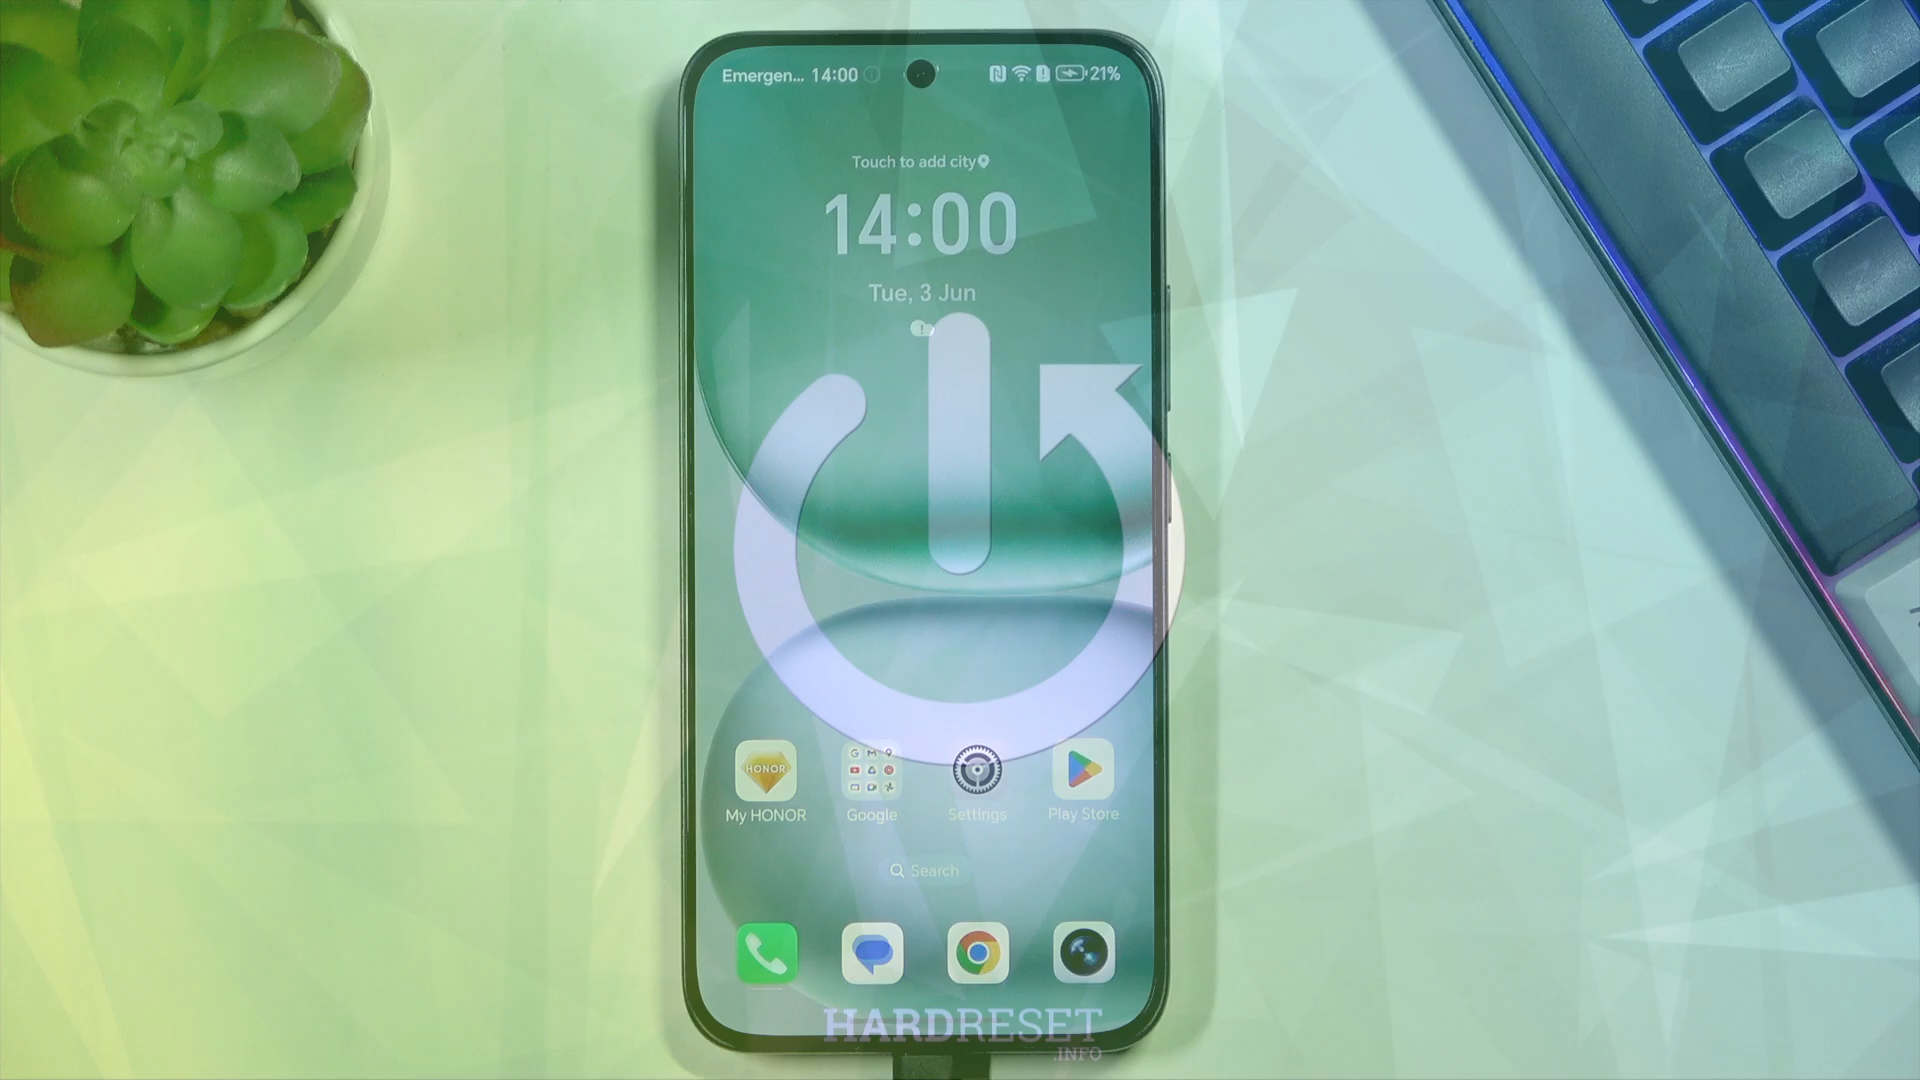 Emergen... 14:00 21%
Touch to add city
14:00
Tue, 3 Jun
HONOR
My HONOR Google Settings Play Store
Search
HARDRESET
.INFO